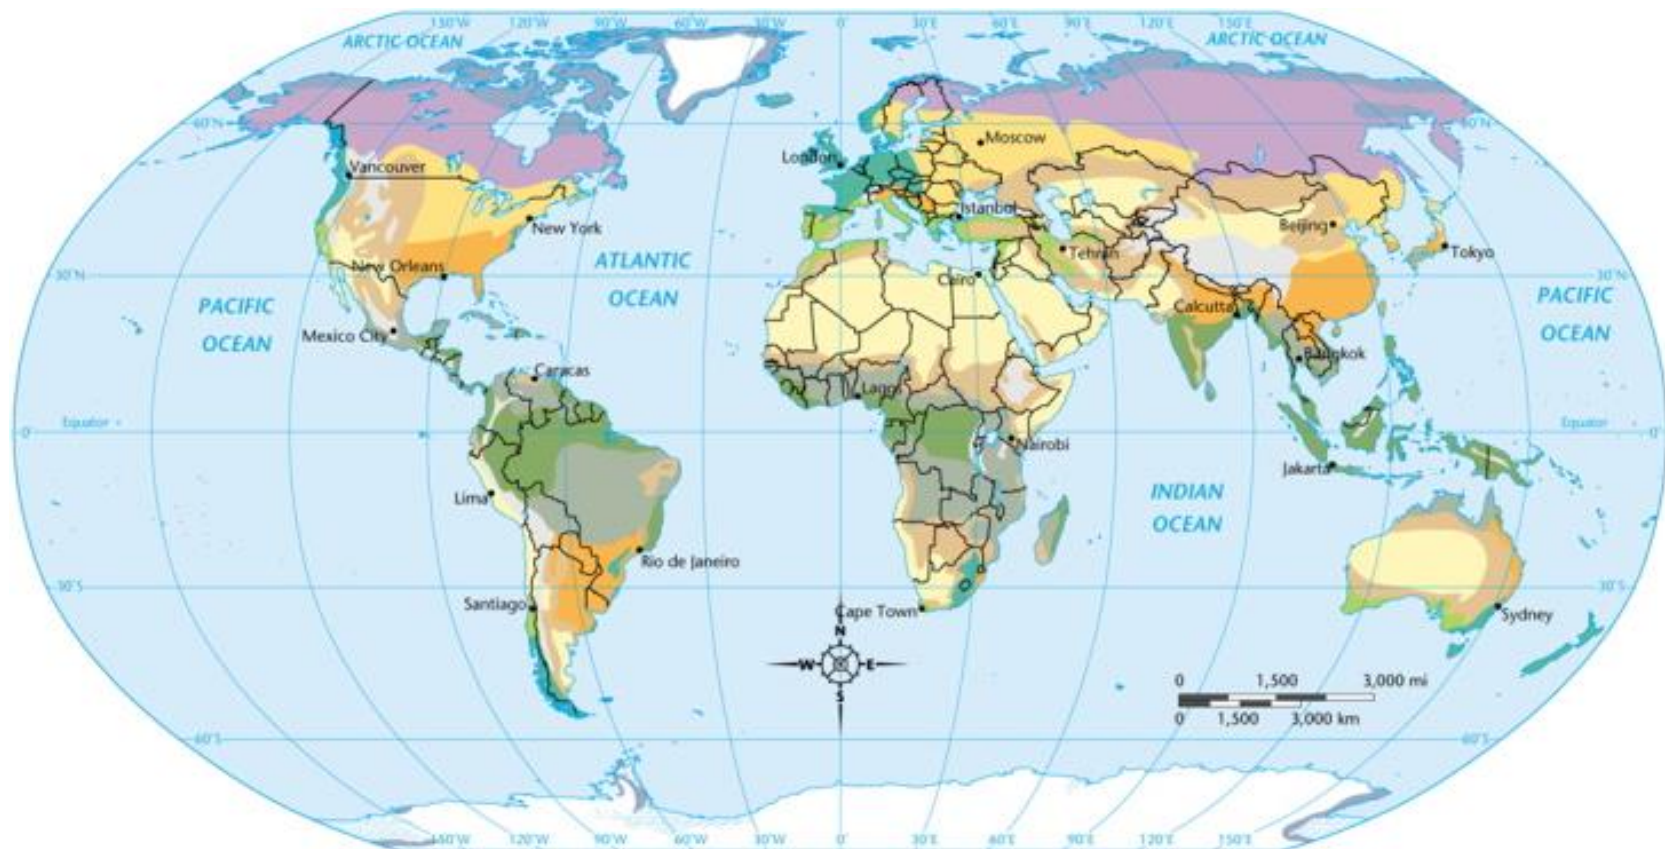 150°W 120°W 90°W 60°W 30°W 0° 30°E 60°E 90°E 120°E 150°E
ARCTIC OCEAN
ARCTIC OCEAN
60°N
60°N
Moscow
London
Vancouver
Istanbul
New York
Beijing
Tokyo
Tehran
ATLANTIC
OCEAN
New Orleans
30°N
30°N
Cairo
PACIFIC
OCEAN
PACIFIC
OCEAN
Calcutta
Mexico City
Bangkok
Caracas
Lagos
Equator
0°
Equator
0°
Nairobi
Jakarta
Lima
INDIAN
OCEAN
Rio de Janeiro
30°S
30°S
Santiago
Cape Town
Sydney
N
W E
S
0 1,500 3,000 mi
0 1,500 3,000 km
60°S
60°S
150°W 120°W 90°W 60°W 30°W 0° 30°E 60°E 90°E 120°E 150°E